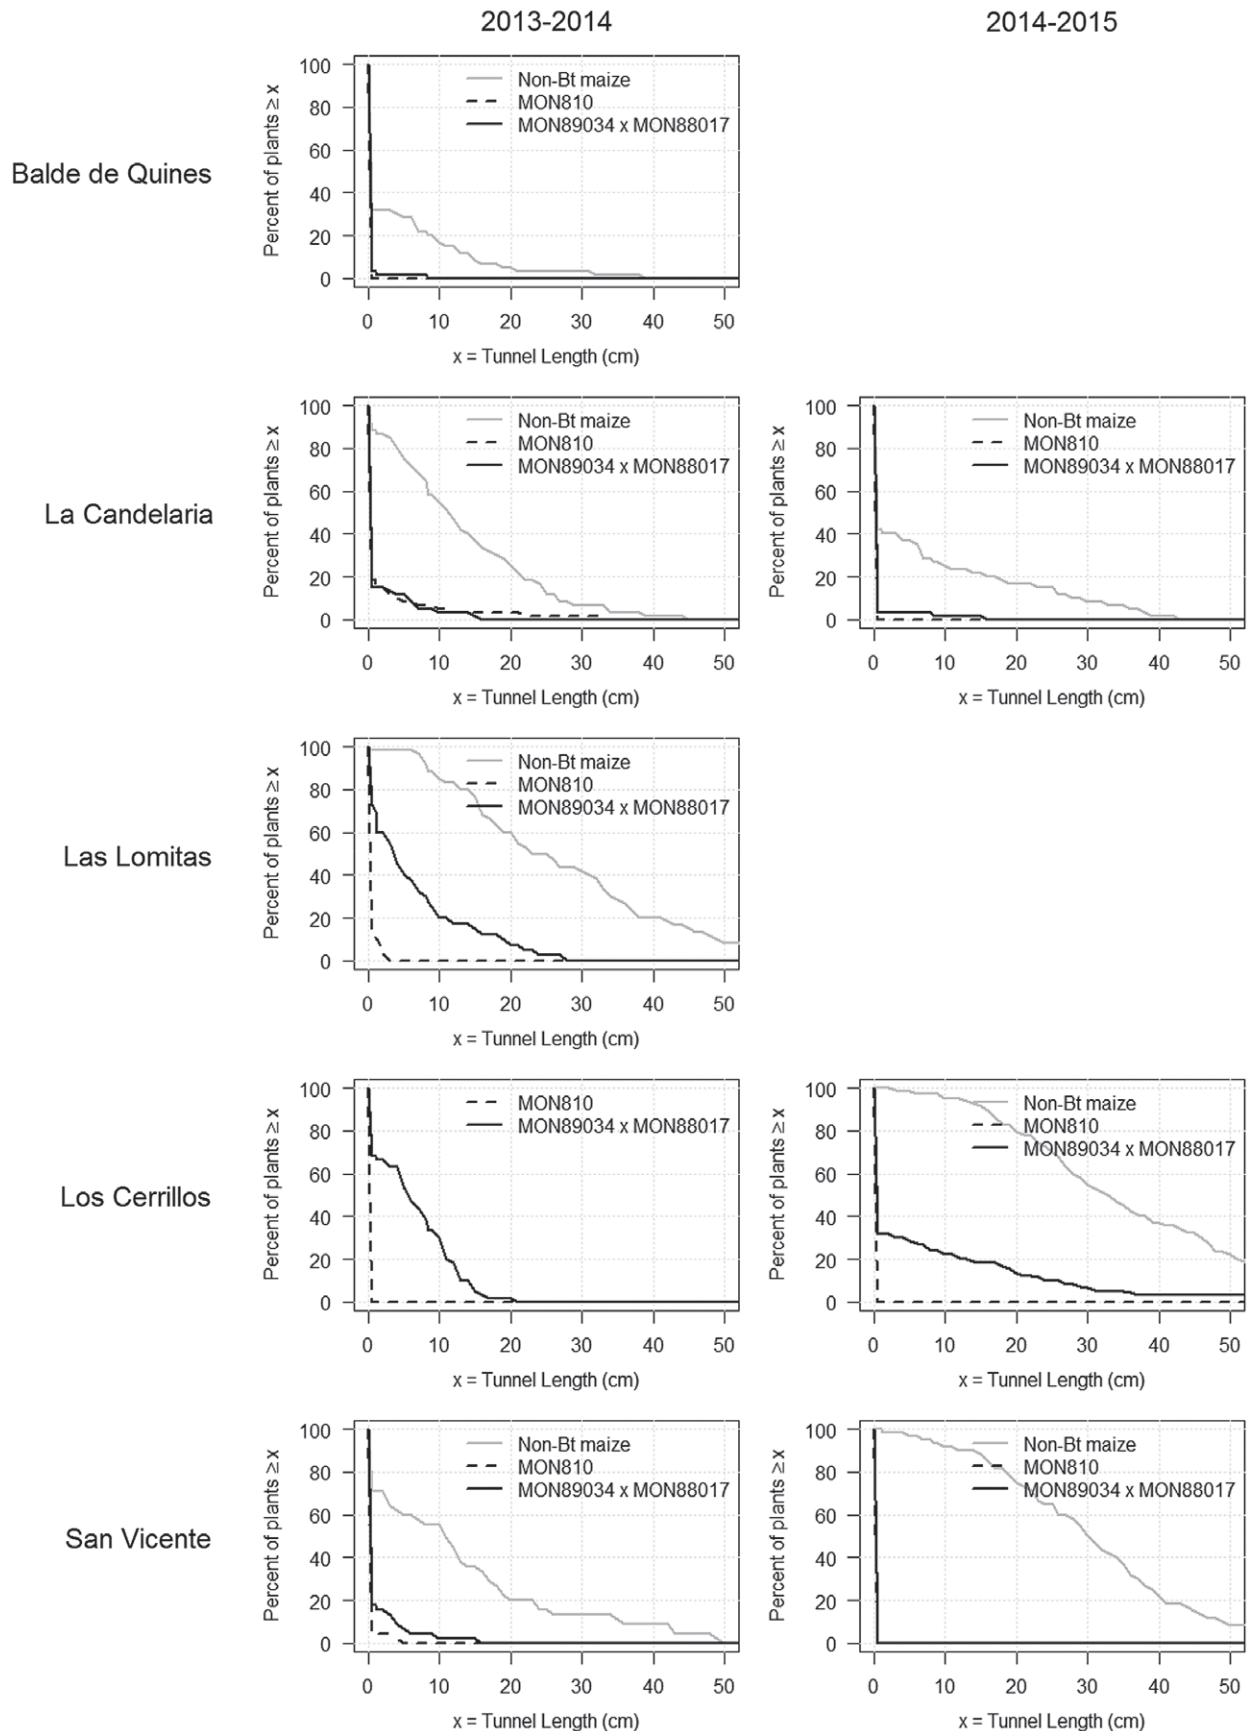 2013-2014
2014-2015
Balde de Quines
Percent of plants ≥ x
100
80
60
40
20
0
Non-Bt maize
MON810
MON89034 x MON88017
0 10 20 30 40 50
x = Tunnel Length (cm)
La Candelaria
Percent of plants ≥ x
100
80
60
40
20
0
Non-Bt maize
MON810
MON89034 x MON88017
0 10 20 30 40 50
x = Tunnel Length (cm)
Percent of plants ≥ x
100
80
60
40
20
0
Non-Bt maize
MON810
MON89034 x MON88017
0 10 20 30 40 50
x = Tunnel Length (cm)
Las Lomitas
Percent of plants ≥ x
100
80
60
40
20
0
Non-Bt maize
MON810
MON89034 x MON88017
0 10 20 30 40 50
x = Tunnel Length (cm)
Los Cerrillos
Percent of plants ≥ x
100
80
60
40
20
0
MON810
MON89034 x MON88017
0 10 20 30 40 50
x = Tunnel Length (cm)
Percent of plants ≥ x
100
80
60
40
20
0
Non-Bt maize
MON810
MON89034 x MON88017
0 10 20 30 40 50
x = Tunnel Length (cm)
San Vicente
Percent of plants ≥ x
100
80
60
40
20
0
Non-Bt maize
MON810
MON89034 x MON88017
0 10 20 30 40 50
x = Tunnel Length (cm)
Percent of plants ≥ x
100
80
60
40
20
0
Non-Bt maize
MON810
MON89034 x MON88017
0 10 20 30 40 50
x = Tunnel Length (cm)